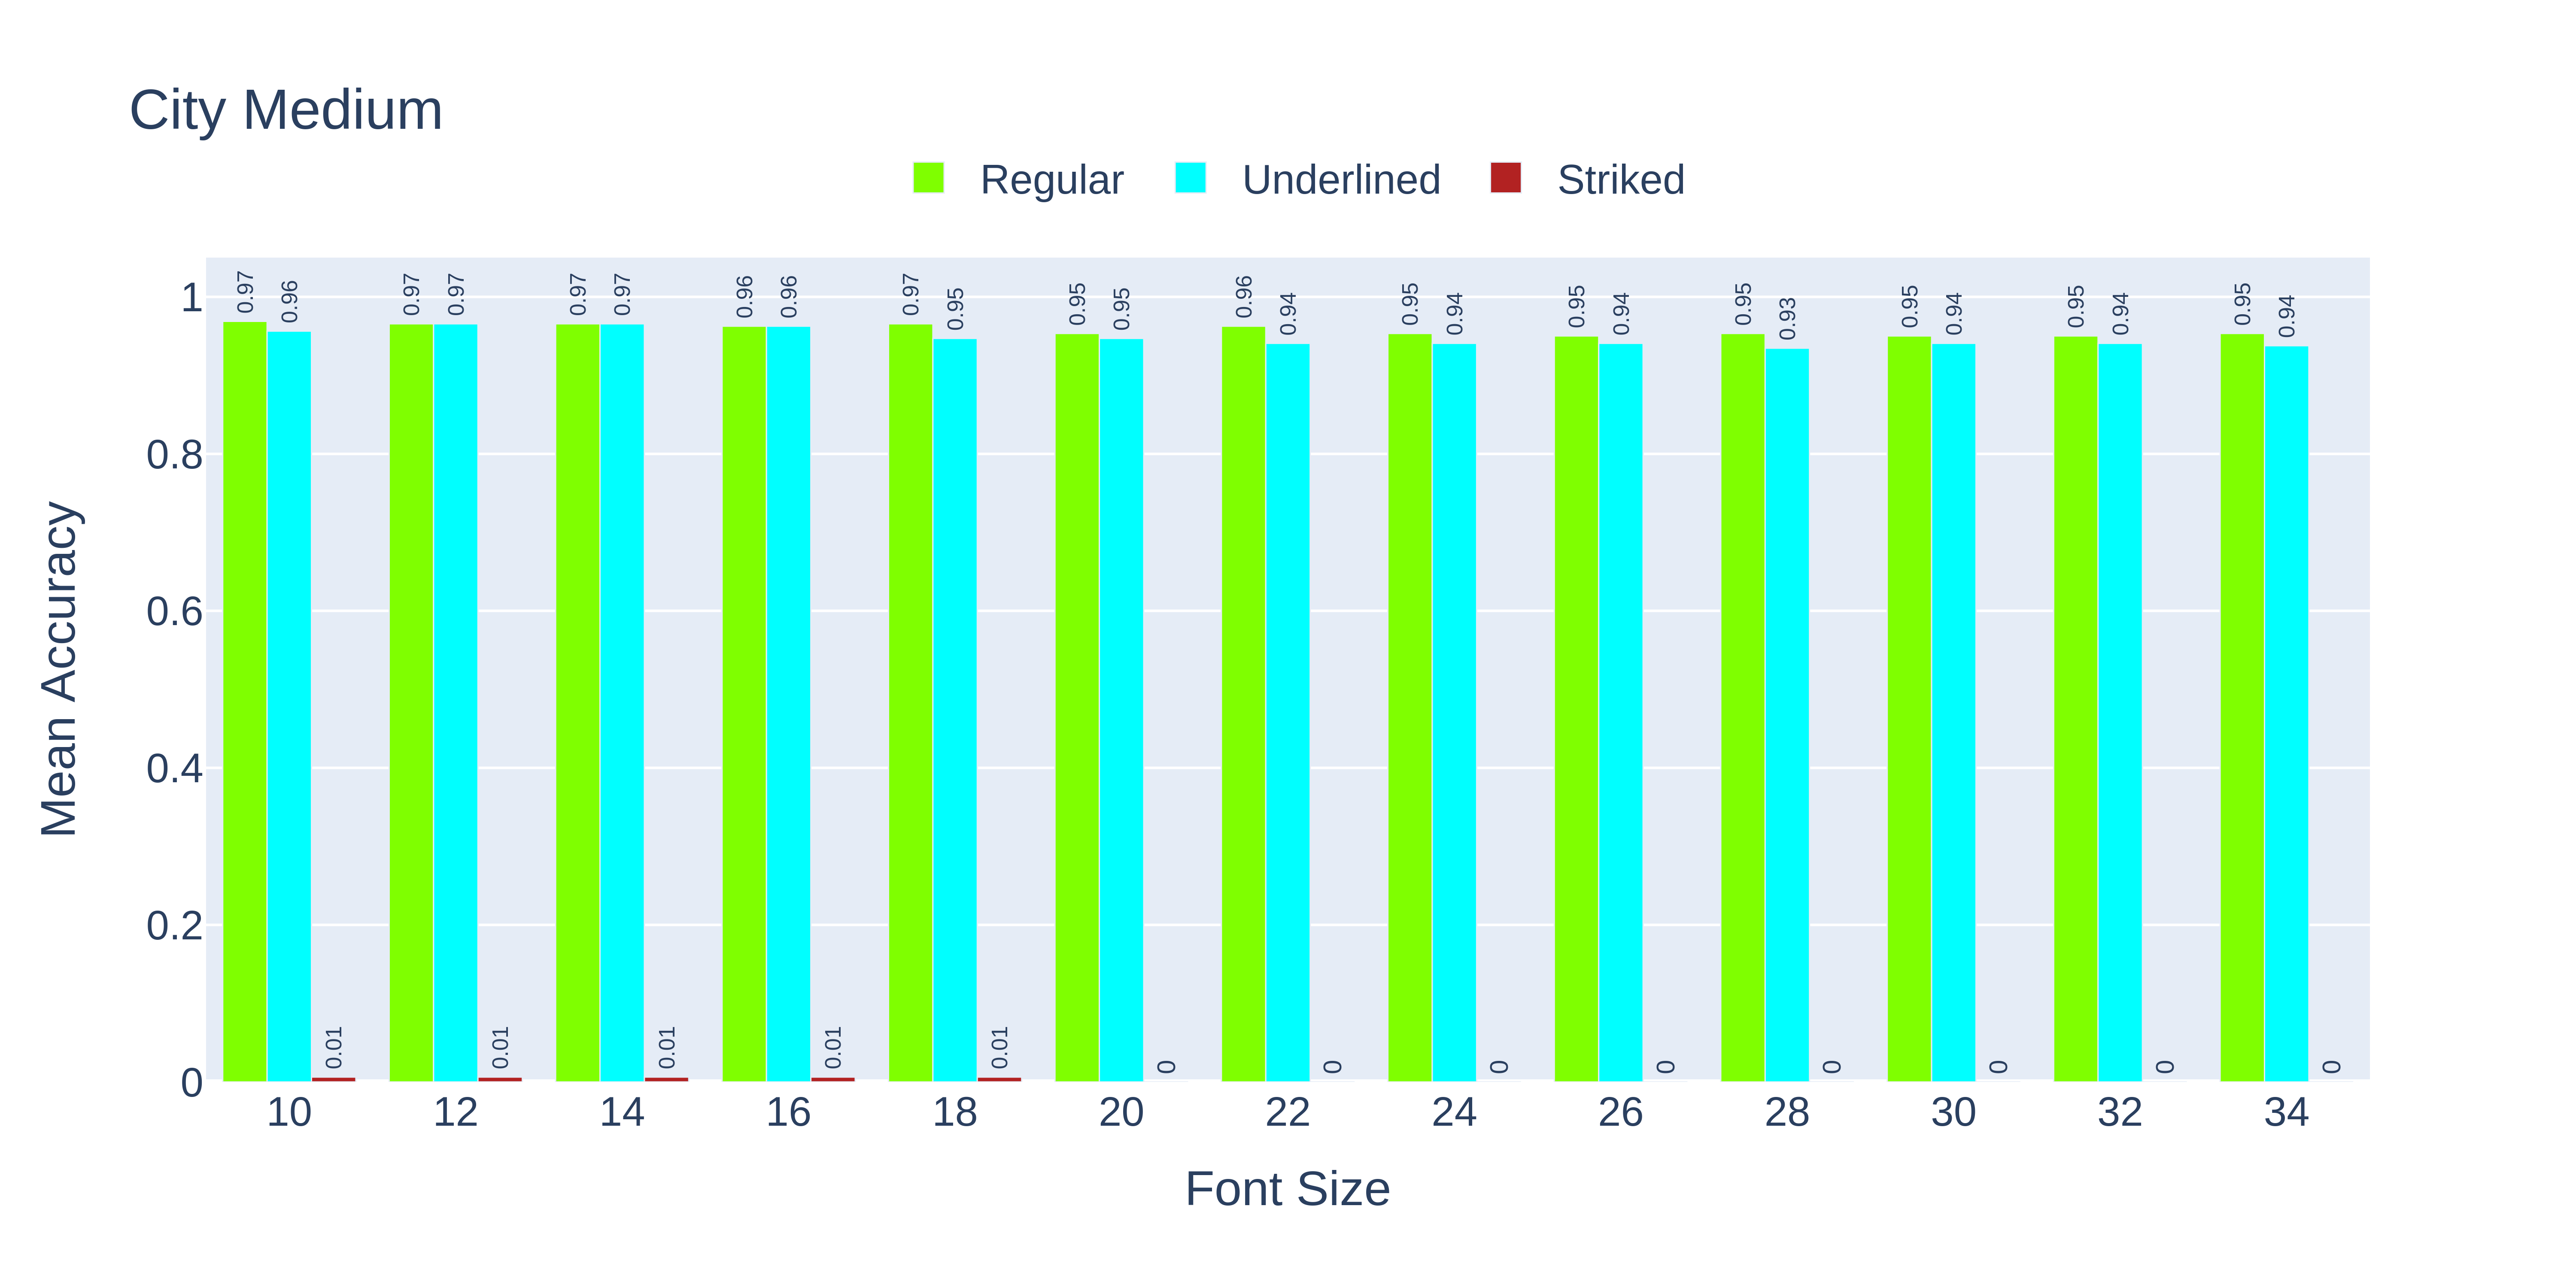 City Medium
Regular Underlined Striked
0.97 0.96 0.01 0.97 0.97 0.01 0.97 0.97 0.01 0.96 0.96 0.01 0.97 0.95 0.01 0.95 0.95 0 0.96 0.94 0 0.95 0.94 0 0.95 0.94 0 0.95 0.93 0 0.95 0.94 0 0.95 0.94 0 0.95 0.94 0
1
0.8
0.6
0.4
0.2
0
Mean Accuracy
10 12 14 16 18 20 22 24 26 28 30 32 34
Font Size